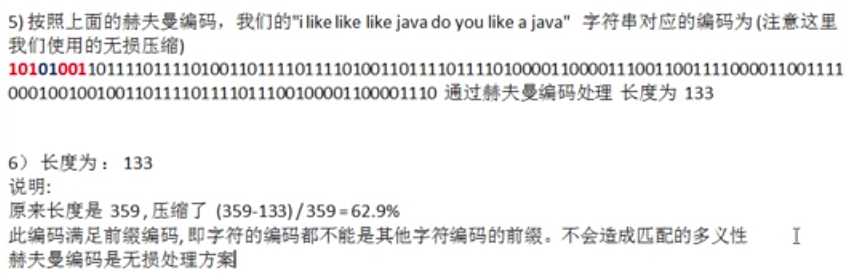 5) 按照上面的赫夫曼编码，我们的"i like like like java do you like a java" 字符串对应的编码为 (注意这里
我们使用的无损压缩)
1010100110111101111010011011110111101001101111011110100001100001110011001111000011001111
000100100100110111101111011100100001100001110 通过赫夫曼编码处理 长度为 133
6） 长度为 ： 133
说明:
原来长度是 359 , 压缩了 (359-133) / 359 = 62.9%
此编码满足前缀编码, 即字符的编码都不能是其他字符编码的前缀。不会造成匹配的多义性
赫夫曼编码是无损处理方案